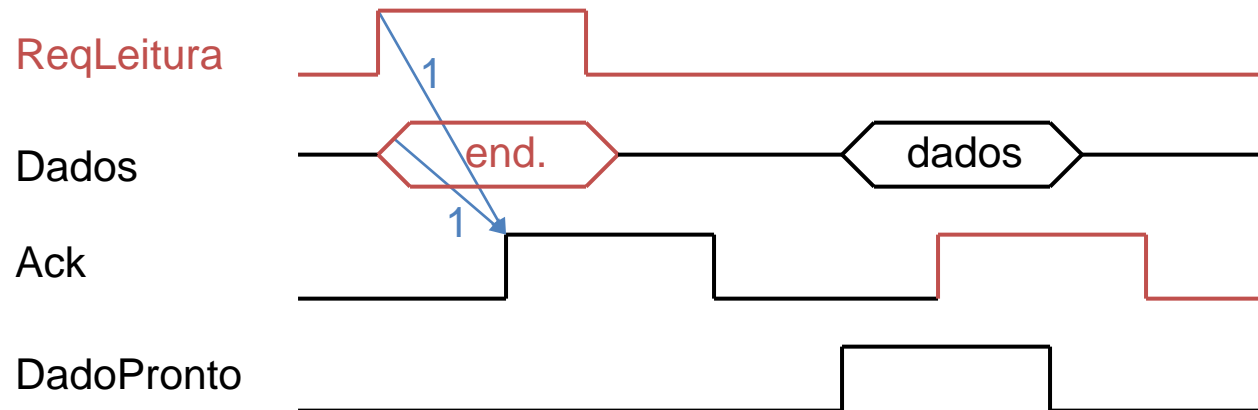 ReqLeitura
1
Dados
end.
dados
1
Ack
DadoPronto